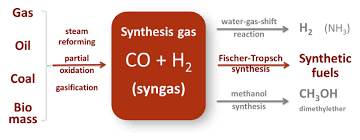 Gas
Oil
Coal
Bio
mass
steam
reforming
partial
oxidation
gasification
Synthesis gas
CO + H₂
(syngas)
water-gas-shift
reaction
H₂ (NH₃)
Fischer-Tropsch
synthesis
Synthetic
fuels
methanol
synthesis
CH₃OH
dimethylether